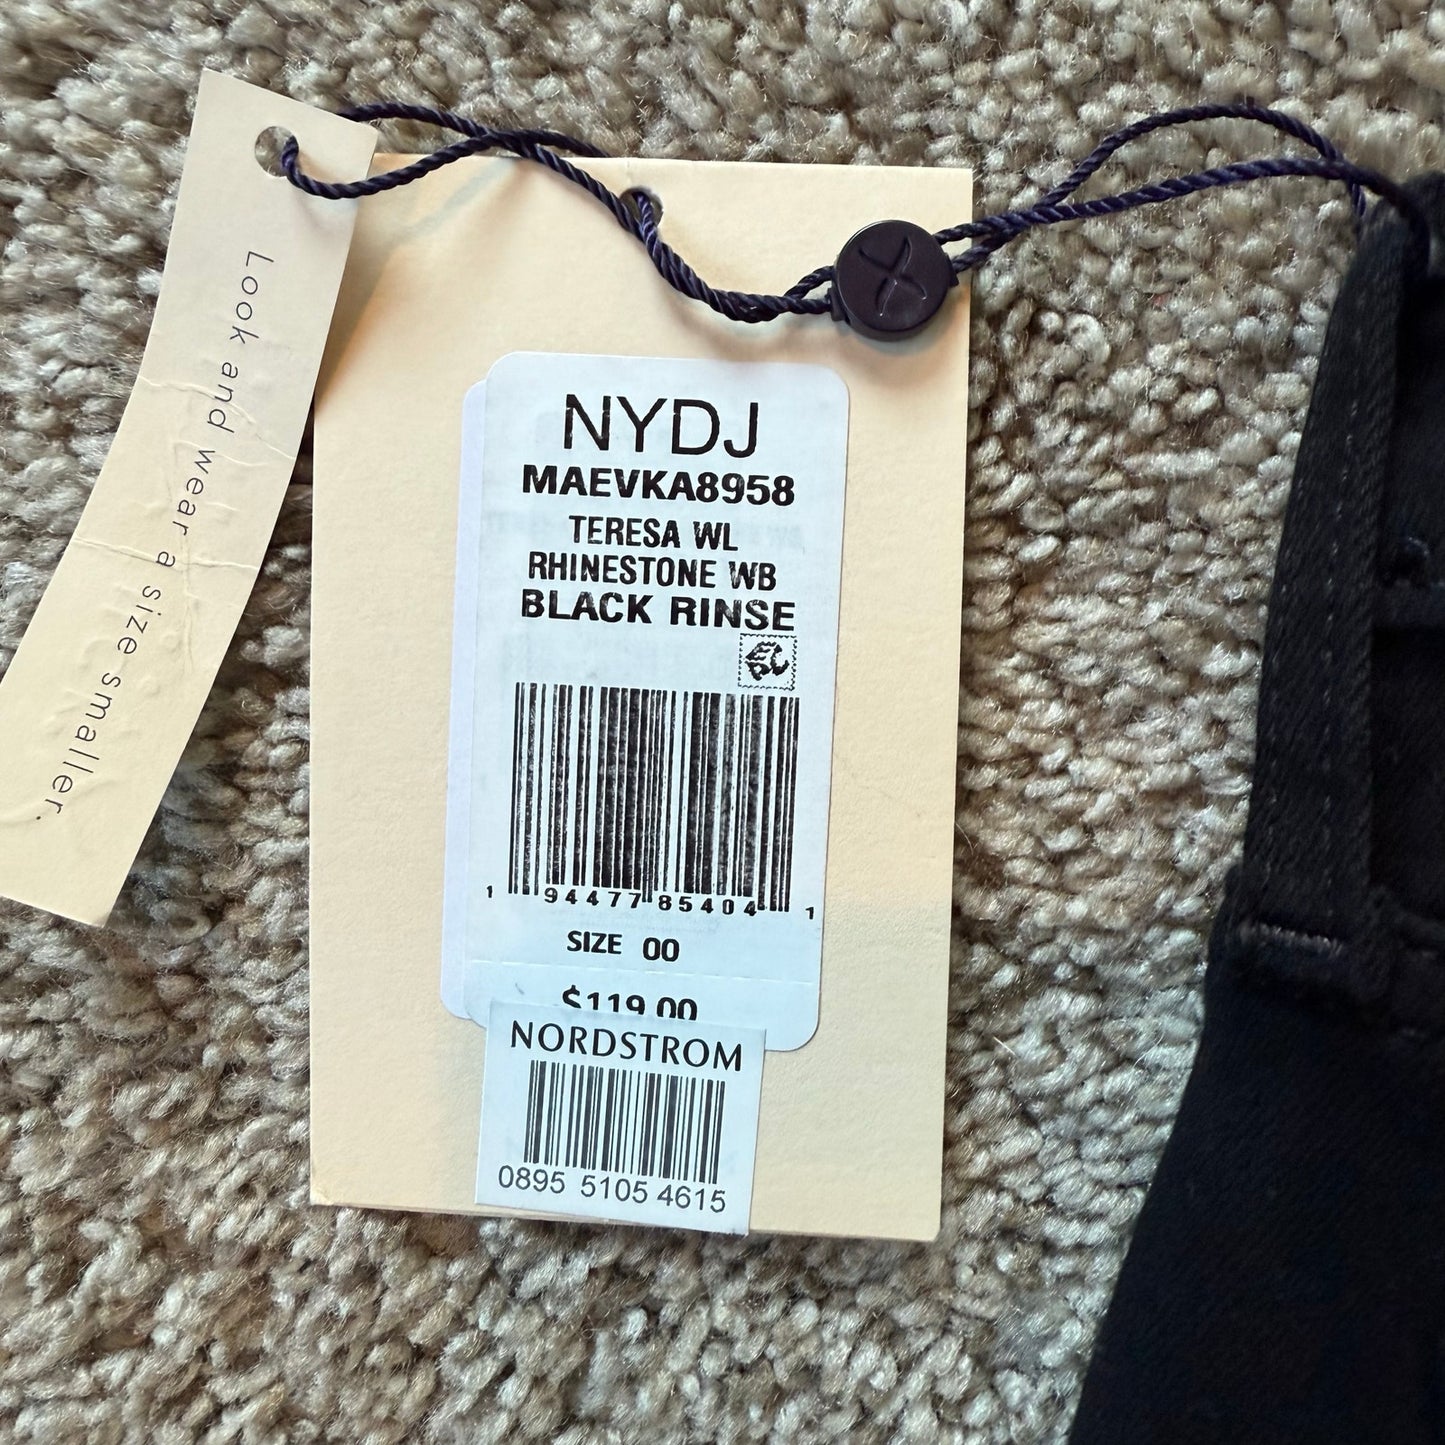 Look and wear a size smaller.
NYDJ
MAEVKA8958
TERESA WL
RHINESTONE WB
BLACK RINSE
1 94477 85404 1
SIZE 00
$119.00
NORDSTROM
0895 5105 4615